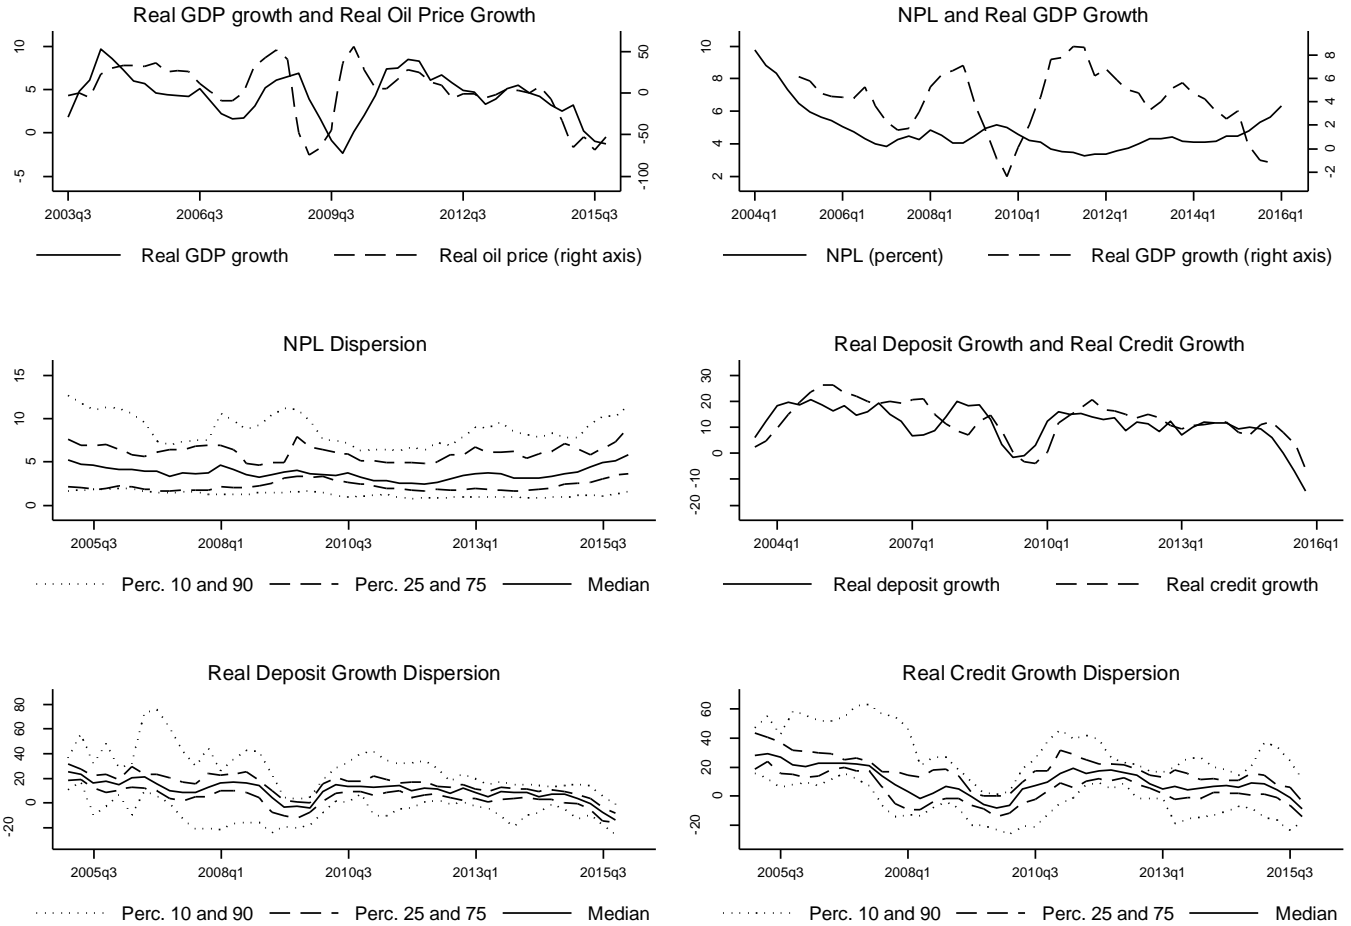 Real GDP growth and Real Oil Price Growth
10
5
0
-5
50
0
-50
-100
2003q3 2006q3 2009q3 2012q3 2015q3
Real GDP growth Real oil price (right axis)
NPL and Real GDP Growth
10
8
6
4
2
8
6
4
2
0
-2
2004q1 2006q1 2008q1 2010q1 2012q1 2014q1 2016q1
NPL (percent) Real GDP growth (right axis)
NPL Dispersion
15
10
5
0
2005q3 2008q1 2010q3 2013q1 2015q3
Perc. 10 and 90 Perc. 25 and 75 Median
Real Deposit Growth and Real Credit Growth
30
20
10
0
-10
-20
2004q1 2007q1 2010q1 2013q1 2016q1
Real deposit growth Real credit growth
Real Deposit Growth Dispersion
80
60
40
20
0
-20
2005q3 2008q1 2010q3 2013q1 2015q3
Perc. 10 and 90 Perc. 25 and 75 Median
Real Credit Growth Dispersion
60
40
20
0
-20
2005q3 2008q1 2010q3 2013q1 2015q3
Perc. 10 and 90 Perc. 25 and 75 Median